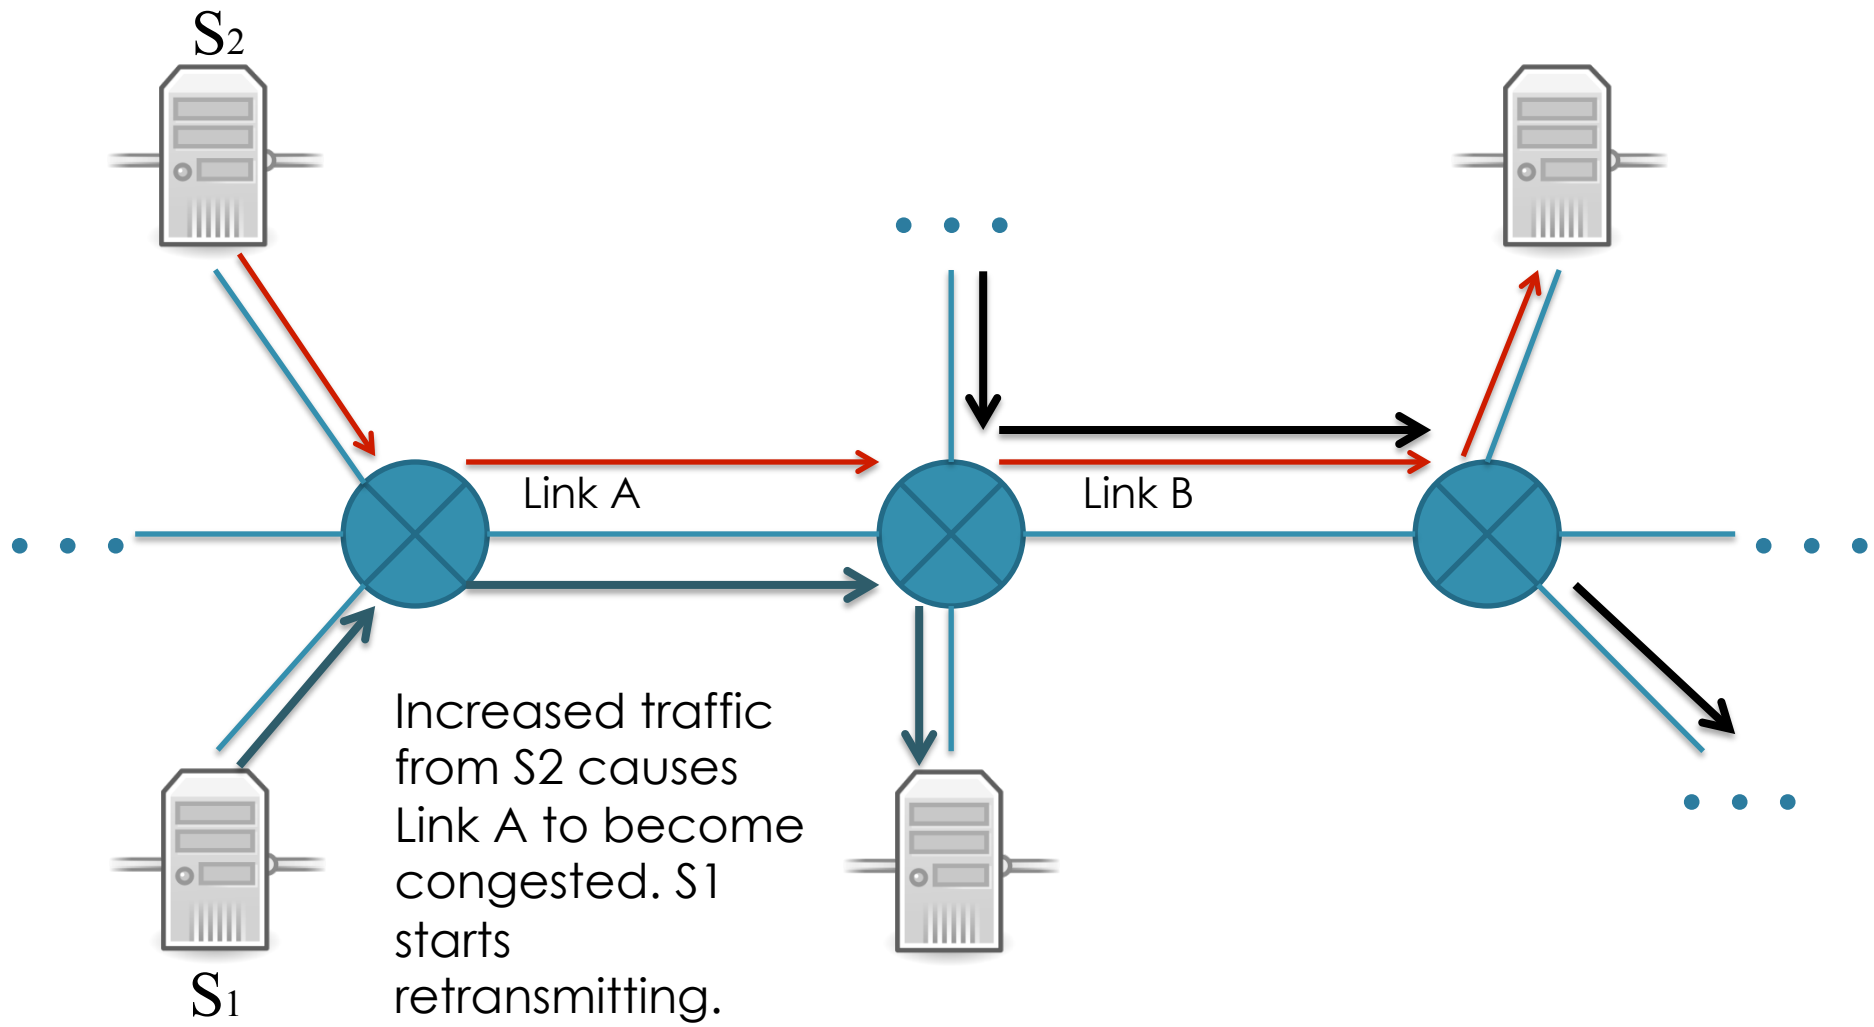 S2
Link A
Link B
Increased traffic
from S2 causes
Link A to become
congested. S1
starts
retransmitting.
S1